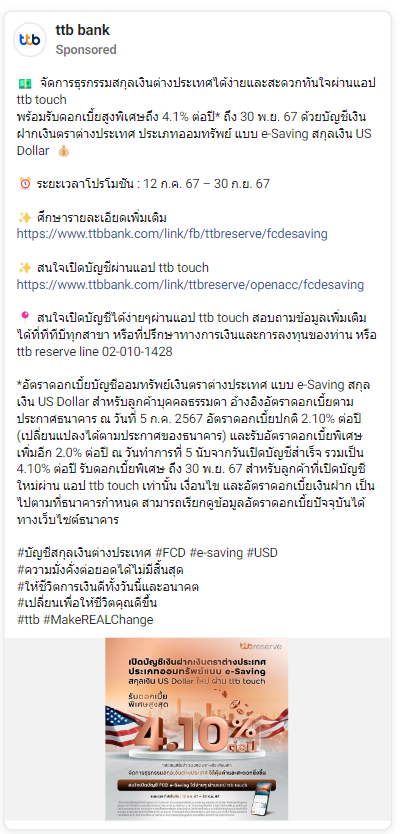 ttb
ttb bank
Sponsored
💵 จัดการธุรกรรมสกุลเงินต่างประเทศได้ง่ายและสะดวกทันใจผ่านแอป
ttb touch
พร้อมรับดอกเบี้ยสูงพิเศษถึง 4.1% ต่อปี* ถึง 30 พ.ย. 67 ด้วยบัญชีเงิน
ฝากเงินตราต่างประเทศ ประเภทออมทรัพย์ แบบ e-Saving สกุลเงิน US
Dollar 💰
⏰ ระยะเวลาโปรโมชัน : 12 ก.ค. 67 – 30 ก.ย. 67
✨ ศึกษารายละเอียดเพิ่มเติม
https://www.ttbbank.com/link/fb/ttbreserve/fcdesaving
✨ สนใจเปิดบัญชีผ่านแอป ttb touch
https://www.ttbbank.com/link/ttbreserve/openacc/fcdesaving
📍 สนใจเปิดบัญชีได้ง่ายๆผ่านแอป ttb touch สอบถามข้อมูลเพิ่มเติม
ได้ที่ทีทีบีทุกสาขา หรือที่ปรึกษาทางการเงินและการลงทุนของท่าน หรือ
ttb reserve line 02-010-1428
*อัตราดอกเบี้ยบัญชีออมทรัพย์เงินตราต่างประเทศ แบบ e-Saving สกุล
เงิน US Dollar สำหรับลูกค้าบุคคลธรรมดา อ้างอิงอัตราดอกเบี้ยตาม
ประกาศธนาคาร ณ วันที่ 5 ก.ค. 2567 อัตราดอกเบี้ยปกติ 2.10% ต่อปี
(เปลี่ยนแปลงได้ตามประกาศของธนาคาร) และรับอัตราดอกเบี้ยพิเศษ
เพิ่มอีก 2.0% ต่อปี ณ วันทำการที่ 5 นับจากวันเปิดบัญชีสำเร็จ รวมเป็น
4.10% ต่อปี รับดอกเบี้ยพิเศษ ถึง 30 พ.ย. 67 สำหรับลูกค้าที่เปิดบัญชี
ใหม่ผ่าน แอป ttb touch เท่านั้น เงื่อนไข และอัตราดอกเบี้ยเงินฝาก เป็น
ไปตามที่ธนาคารกำหนด สามารถเรียกดูข้อมูลอัตราดอกเบี้ยปัจจุบันได้
ทางเว็บไซต์ธนาคาร
#บัญชีสกุลเงินต่างประเทศ #FCD #e-saving #USD
#ความมั่งคั่งต่อยอดได้ไม่มีสิ้นสุด
#ให้ชีวิตการเงินดีทั้งวันนี้และอนาคต
#เปลี่ยนเพื่อให้ชีวิตคุณดีขึ้น
#ttb #MakeREALChange
ttbreserve
เปิดบัญชีเงินฝากเงินตราต่างประเทศ
ประเภทออมทรัพย์แบบ e-Saving
สกุลเงิน US Dollar ใหม่ ผ่าน ttb touch
รับดอกเบี้ย
พิเศษสูงสุด
4.10%
ต่อปี
จัดการธุรกรรมสกุลเงินต่างประเทศ ได้คุ้มค่าและสะดวกยิ่งขึ้น
สนใจเปิดบัญชี FCD e-Saving ได้ง่ายๆ ผ่านแอป ttb touch